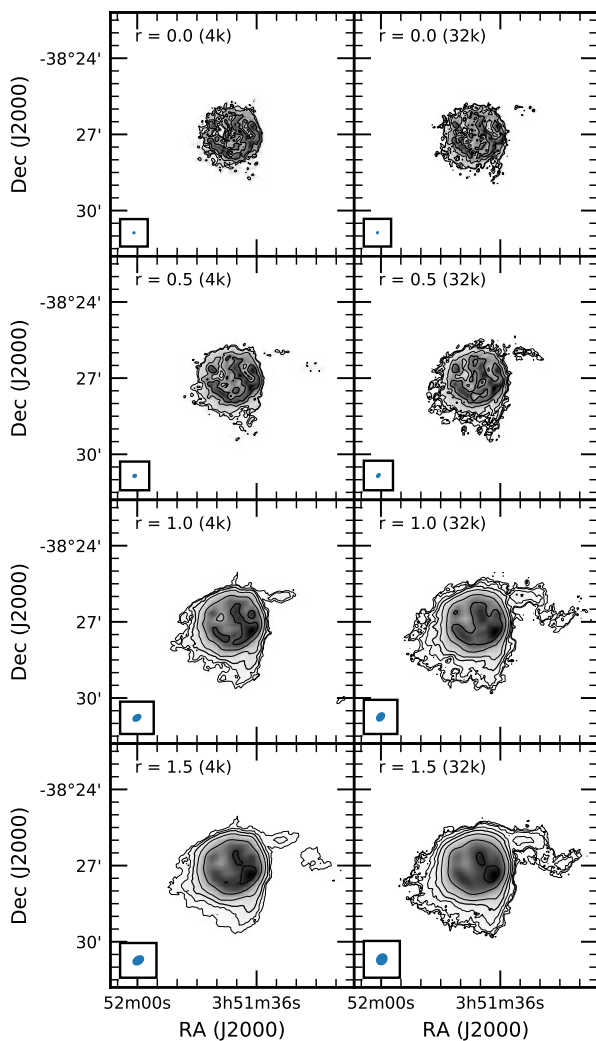 r = 0.0 (4k)
r = 0.0 (32k)
-38°24'
27'
30'
Dec (J2000)
r = 0.5 (4k)
r = 0.5 (32k)
-38°24'
27'
30'
Dec (J2000)
r = 1.0 (4k)
r = 1.0 (32k)
-38°24'
27'
30'
Dec (J2000)
r = 1.5 (4k)
r = 1.5 (32k)
-38°24'
27'
30'
Dec (J2000)
52m00s 3h51m36s 52m00s 3h51m36s
RA (J2000) RA (J2000)